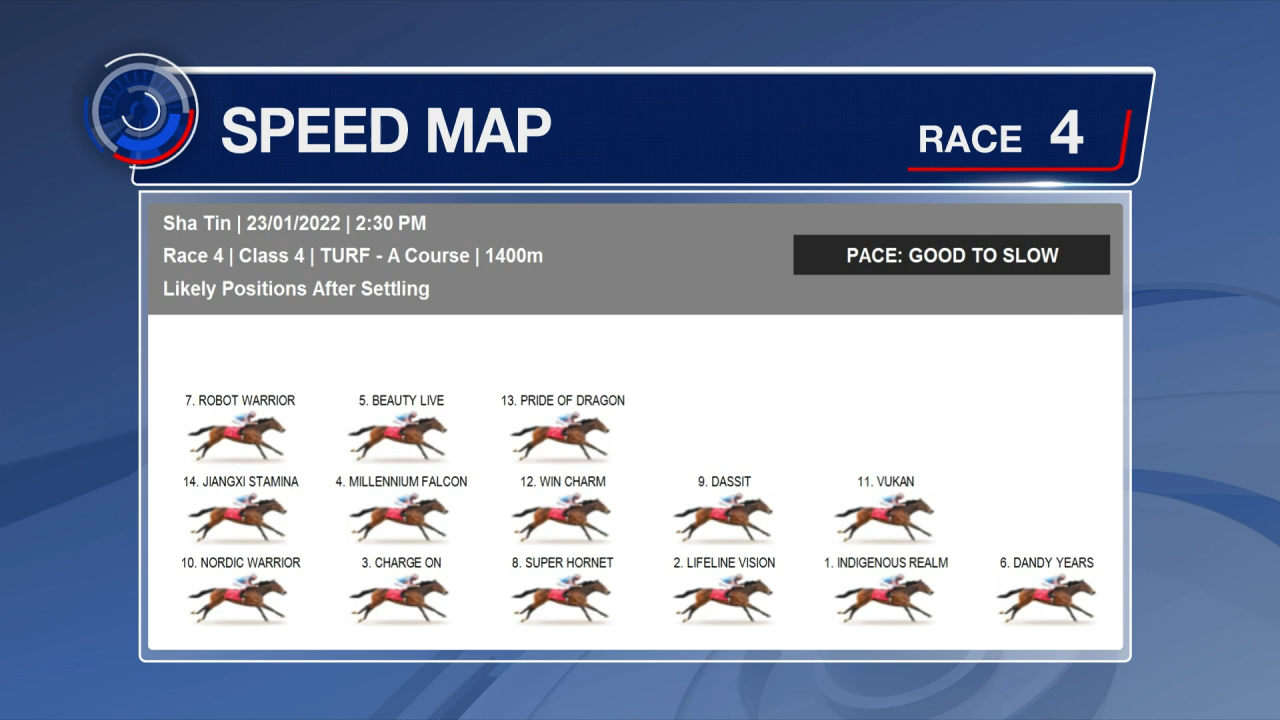 SPEED MAP
RACE 4
Sha Tin | 23/01/2022 | 2:30 PM
Race 4 | Class 4 | TURF - A Course | 1400m
PACE: GOOD TO SLOW
Likely Positions After Settling
7. ROBOT WARRIOR 5. BEAUTY LIVE 13. PRIDE OF DRAGON
14. JIANGXI STAMINA 4. MILLENNIUM FALCON 12. WIN CHARM 9. DASSIT 11. VUKAN
10. NORDIC WARRIOR 3. CHARGE ON 8. SUPER HORNET 2. LIFELINE VISION 1. INDIGENOUS REALM 6. DANDY YEARS